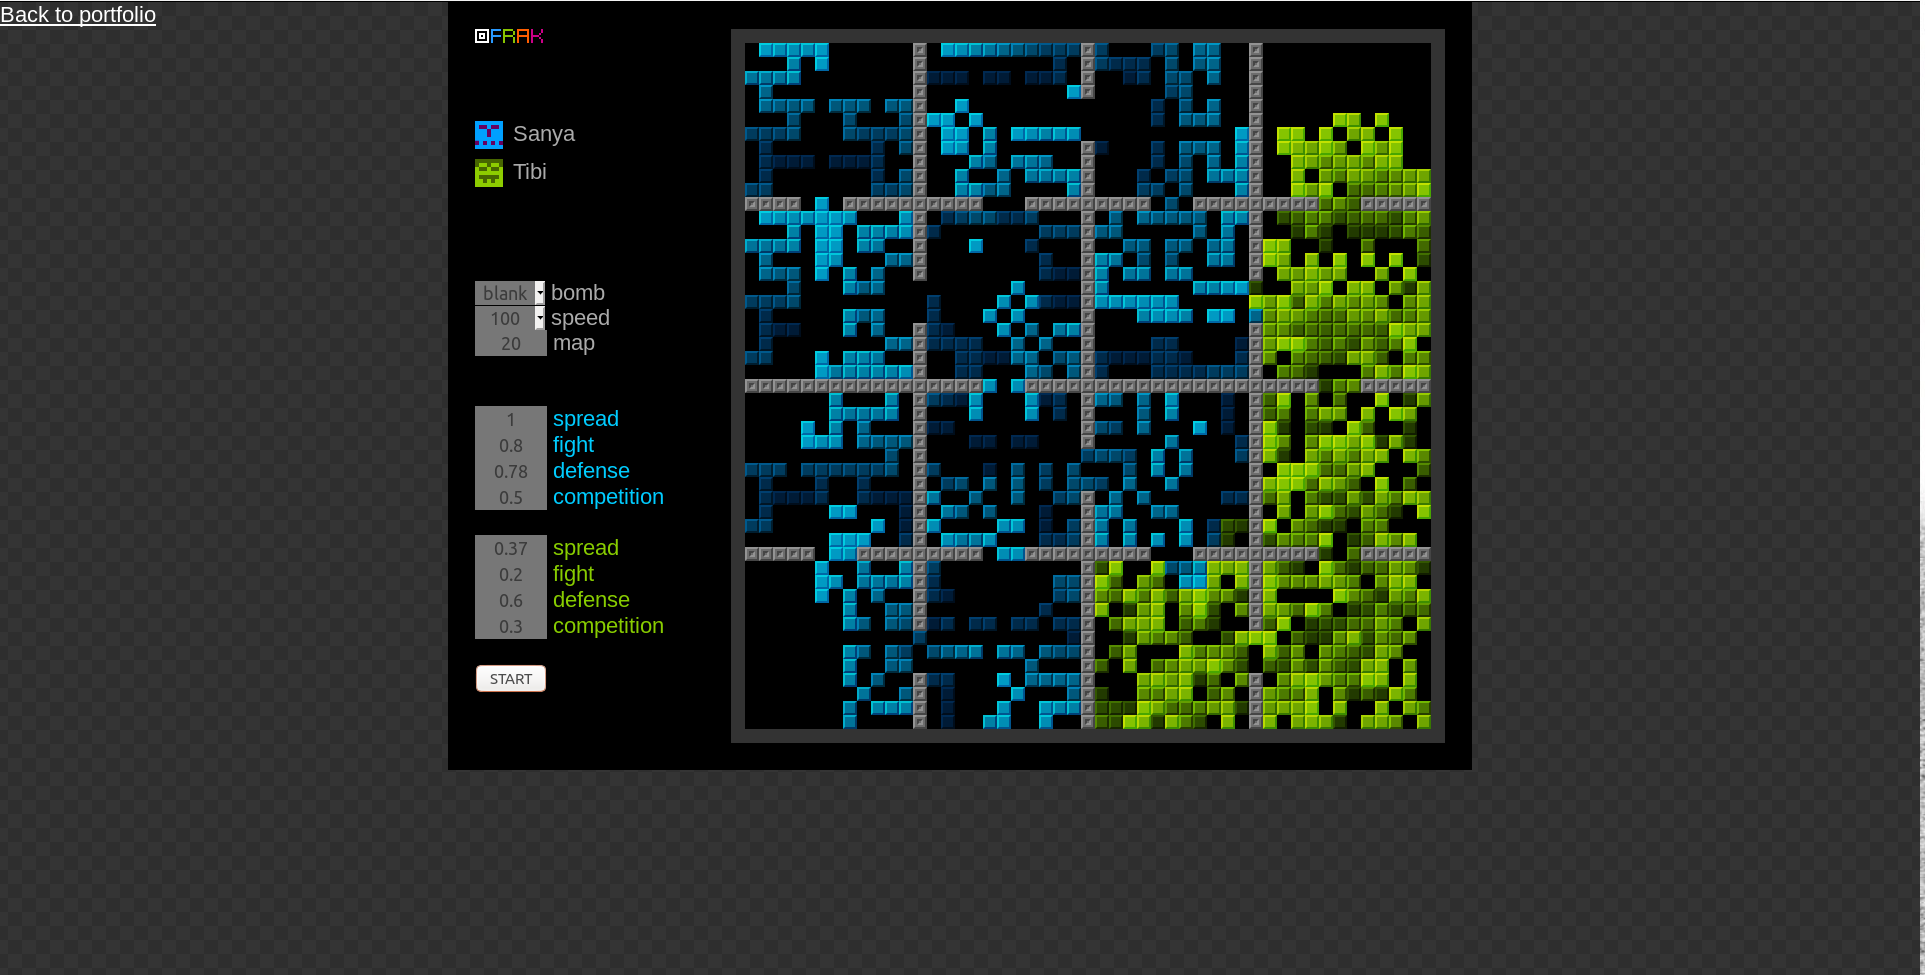 Back to portfolio
OFRAK
Sanya
Tibi
blank bomb
100 speed
20 map
1 spread
0.8 fight
0.78 defense
0.5 competition
0.37 spread
0.2 fight
0.6 defense
0.3 competition
START